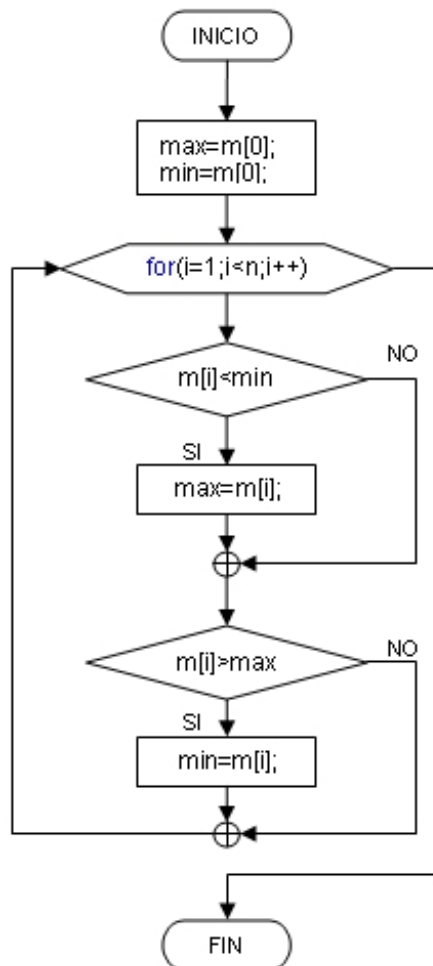 INICIO
max=m[0];
min=m[0];
for(i=1;i<n;i++)
m[i]<min
NO
SI
max=m[i];
m[i]>max
NO
SI
min=m[i];
FIN